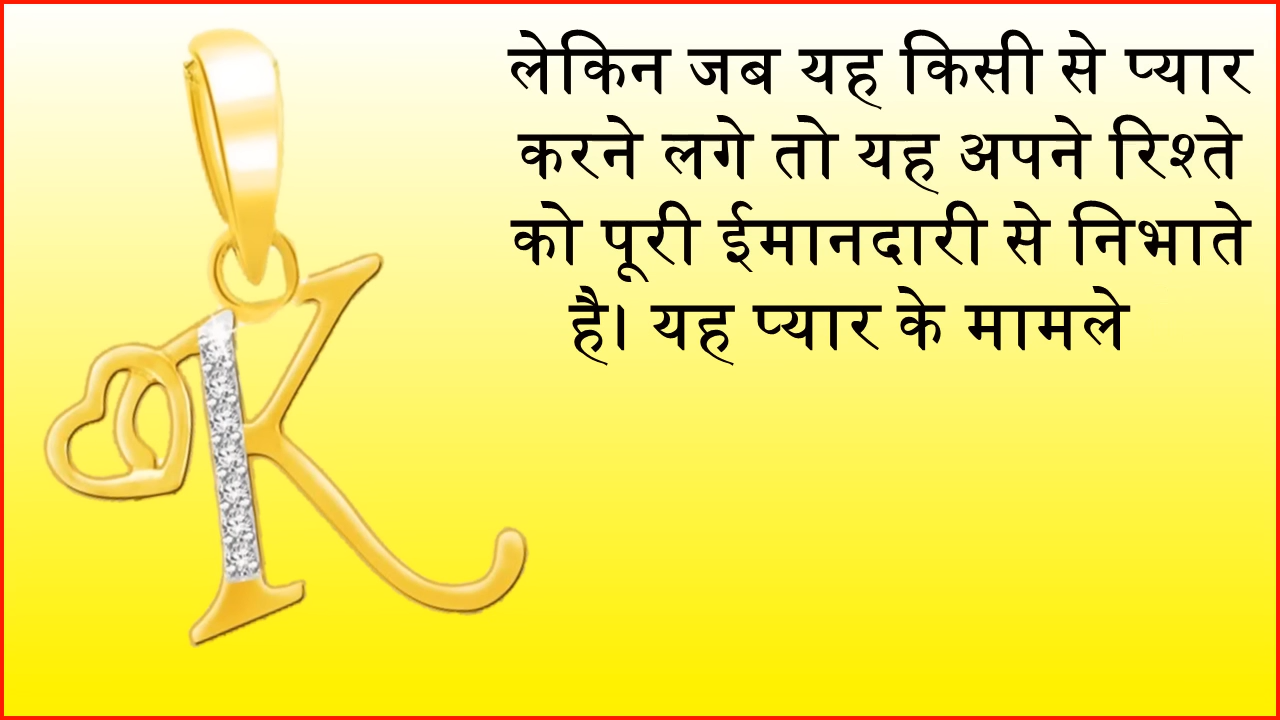 लेकिन जब यह किसी से प्यार
करने लगे तो यह अपने रिश्ते
को पूरी ईमानदारी से निभाते
है। यह प्यार के मामले
K